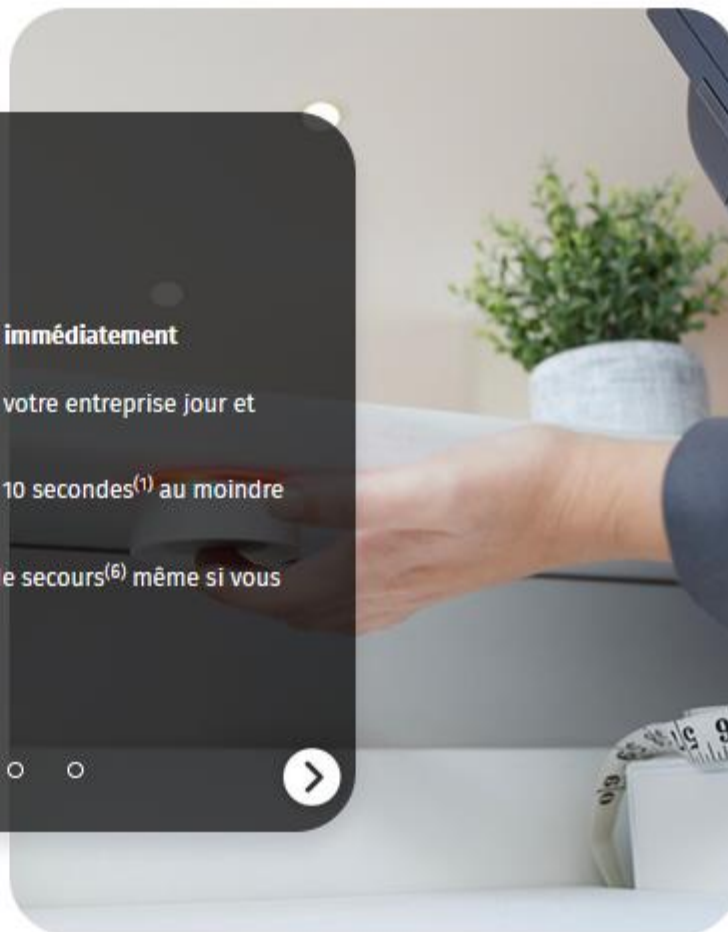 immédiatement
votre entreprise jour et
10 secondes(1) au moindre
e secours(6) même si vous